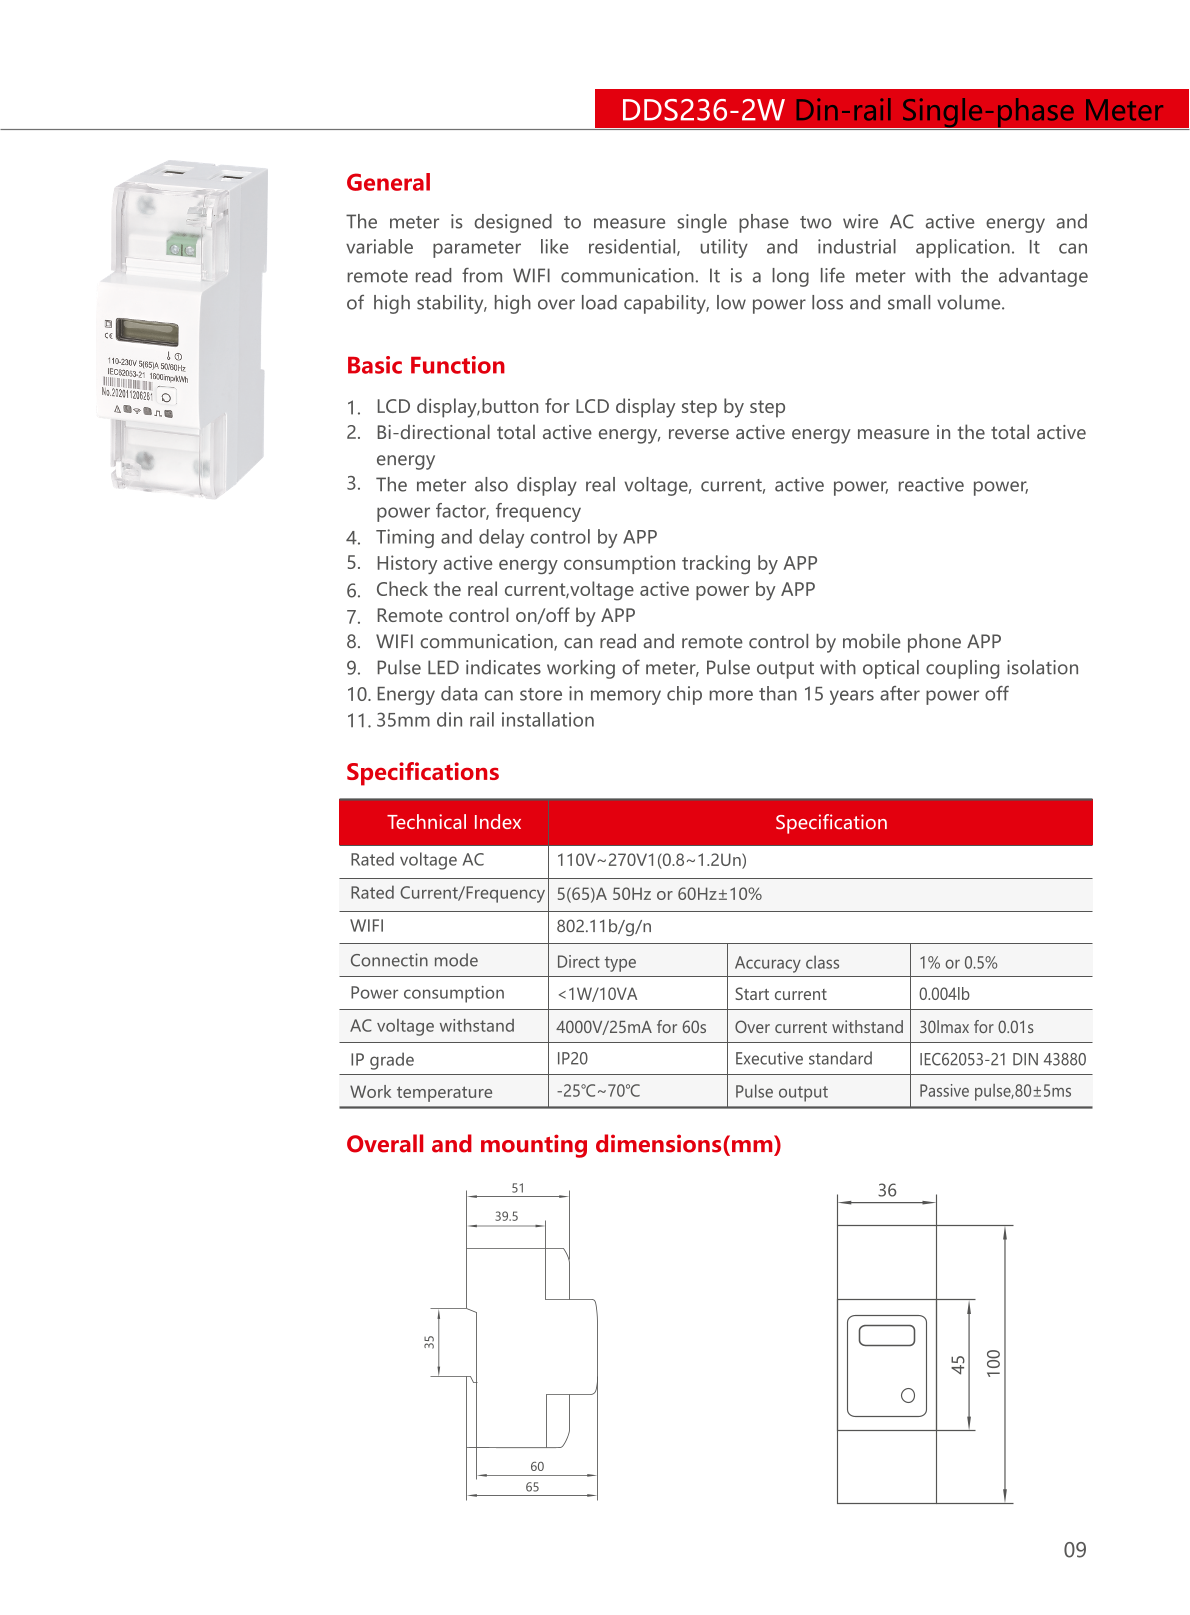 DDS236-2W Din-rail Single-phase Meter
General
The meter is designed to measure single phase two wire AC active energy and
variable parameter like residential, utility and industrial application. It can
remote read from WIFI communication. It is a long life meter with the advantage
of high stability, high over load capability, low power loss and small volume.
110-230V 5(65)A 50/60Hz
IEC62053-21 1600imp/kWh
No.202011206281
Basic Function
1. LCD display,button for LCD display step by step
2. Bi-directional total active energy, reverse active energy measure in the total active
energy
3. The meter also display real voltage, current, active power, reactive power,
power factor, frequency
4. Timing and delay control by APP
5. History active energy consumption tracking by APP
6. Check the real current,voltage active power by APP
7. Remote control on/off by APP
8. WIFI communication, can read and remote control by mobile phone APP
9. Pulse LED indicates working of meter, Pulse output with optical coupling isolation
10. Energy data can store in memory chip more than 15 years after power off
11. 35mm din rail installation
Specifications
Technical Index Specification
Rated voltage AC 110V~270V1(0.8~1.2Un)
Rated Current/Frequency 5(65)A 50Hz or 60Hz±10%
WIFI 802.11b/g/n
Connectin mode Direct type Accuracy class 1% or 0.5%
Power consumption <1W/10VA Start current 0.004lb
AC voltage withstand 4000V/25mA for 60s Over current withstand 30lmax for 0.01s
IP grade IP20 Executive standard IEC62053-21 DIN 43880
Work temperature -25℃~70℃ Pulse output Passive pulse,80±5ms
Overall and mounting dimensions(mm)
51
39.5
35
60
65
36
45
100
09